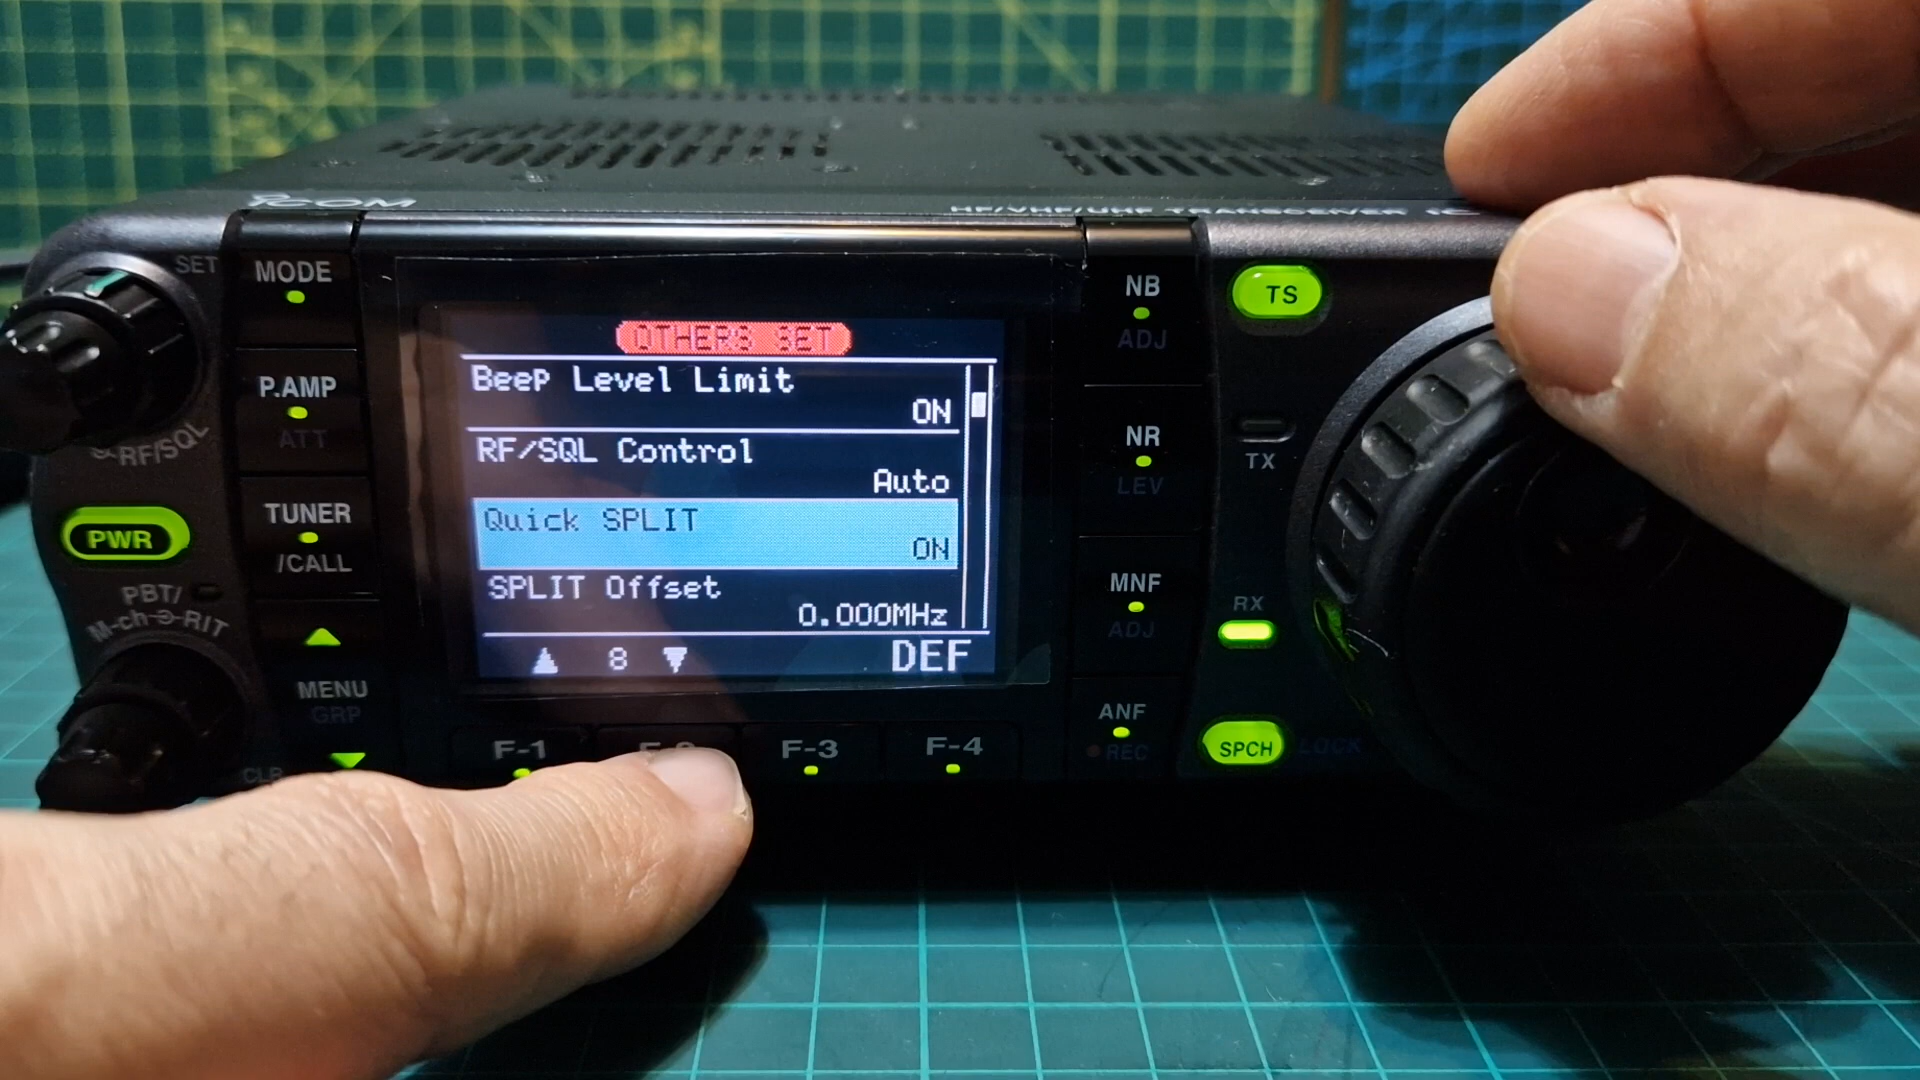 ICOM
HF/VHF/UHF TRANSCEIVER IC
SET
MODE
P.AMP
ATT
RF/SQL
PWR
TUNER
/CALL
PBT/
M-ch RIT
MENU
GRP
CLR
OTHERS SET
BeeP Level Limit
ON
RF/SQL Control
Auto
Quick SPLIT
ON
SPLIT Offset
0.000MHz
▲ 8 ▼ DEF
F-1 F-2 F-3 F-4
NB
ADJ
NR
LEV
MNF
ADJ
ANF
REC
TS
TX
RX
SPCH LOCK